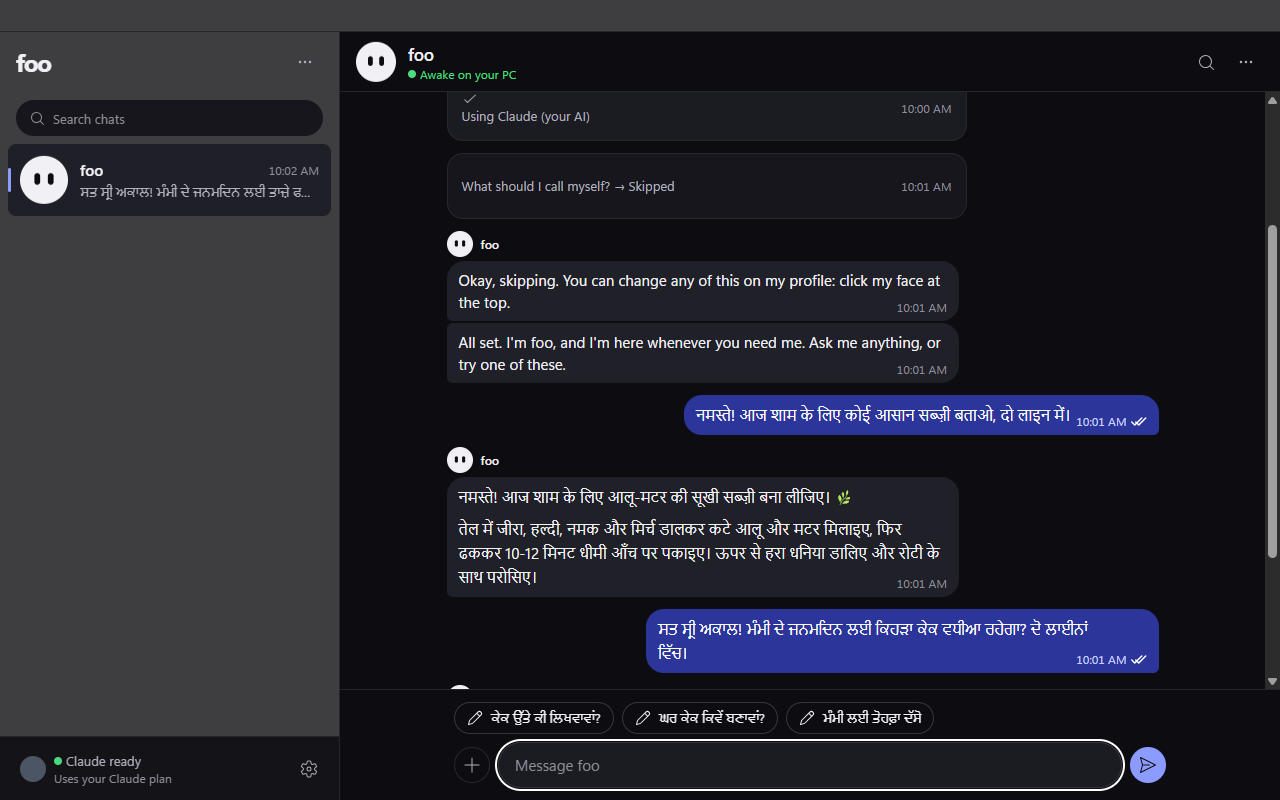 foo
Search chats
foo 10:02 AM
ਸਤ ਸ੍ਰੀ ਅਕਾਲ! ਮੰਮੀ ਦੇ ਜਨਮਦਿਨ ਲਈ ਤਾਜ਼ੇ ਫ...
Claude ready
Uses your Claude plan
foo
Awake on your PC
Using Claude (your AI) 10:00 AM
What should I call myself? → Skipped 10:01 AM
foo
Okay, skipping. You can change any of this on my profile: click my face at
the top. 10:01 AM
All set. I'm foo, and I'm here whenever you need me. Ask me anything, or
try one of these. 10:01 AM
नमस्ते! आज शाम के लिए कोई आसान सब्ज़ी बताओ, दो लाइन में। 10:01 AM
foo
नमस्ते! आज शाम के लिए आलू-मटर की सूखी सब्ज़ी बना लीजिए। 🌿
तेल में जीरा, हल्दी, नमक और मिर्च डालकर कटे आलू और मटर मिलाइए, फिर
ढककर 10-12 मिनट धीमी आँच पर पकाइए। ऊपर से हरा धनिया डालिए और रोटी के
साथ परोसिए। 10:01 AM
ਸਤ ਸ੍ਰੀ ਅਕਾਲ! ਮੰਮੀ ਦੇ ਜਨਮਦਿਨ ਲਈ ਕਿਹੜਾ ਕੇਕ ਵਧੀਆ ਰਹੇਗਾ? ਦੋ ਲਾਈਨਾਂ
ਵਿੱਚ। 10:01 AM
ਕੇਕ ਉੱਤੇ ਕੀ ਲਿਖਵਾਵਾਂ? ਘਰ ਕੇਕ ਕਿਵੇਂ ਬਣਾਵਾਂ? ਮੰਮੀ ਲਈ ਤੋਹਫ਼ਾ ਦੱਸੋ
Message foo